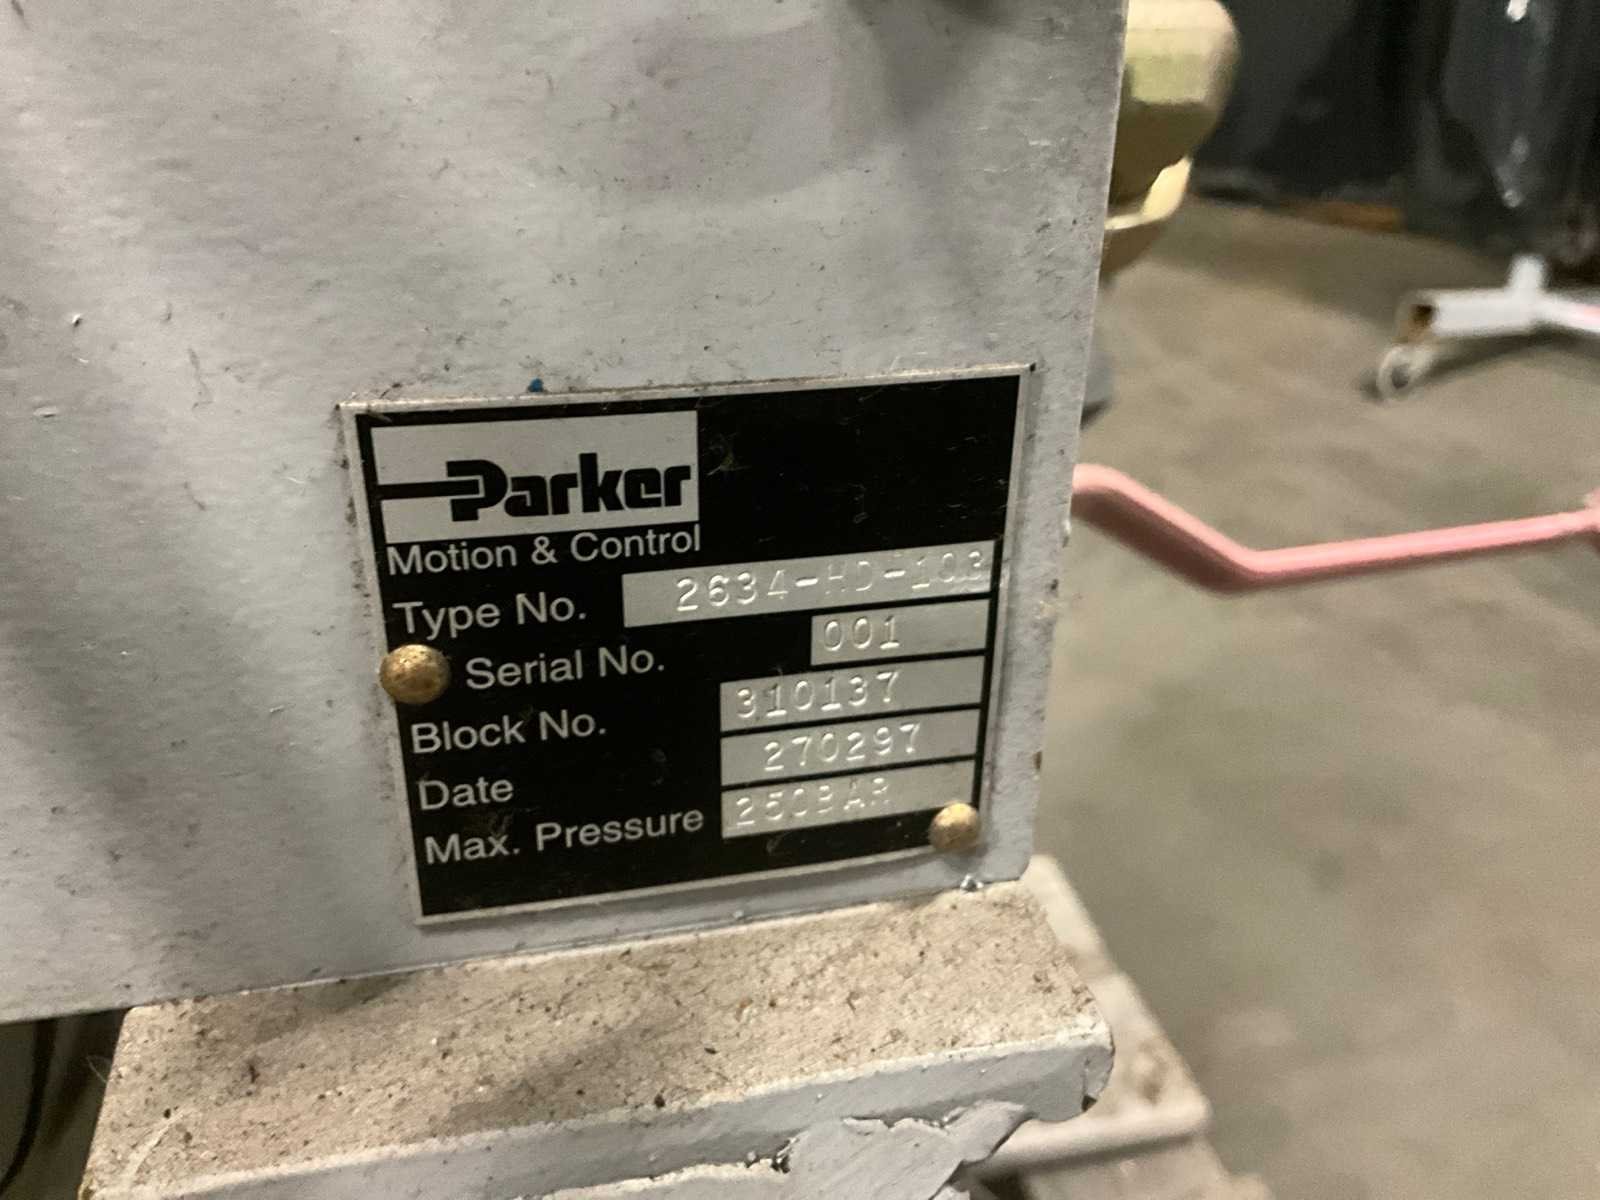 Parker
Motion & Control
Type No. 2634-HD-103
Serial No. 001
Block No. 310137
Date 270297
Max. Pressure 250BAR